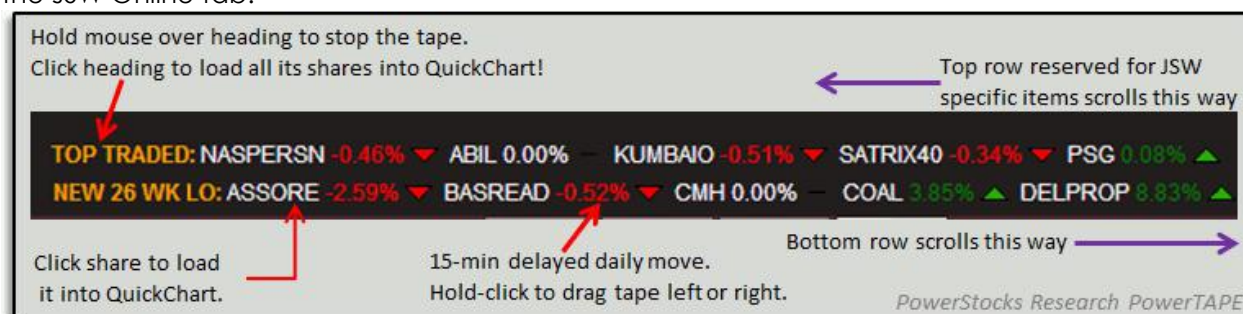 the JSW Online tab.
Hold mouse over heading to stop the tape.
Click heading to load all its shares into QuickChart!
Top row reserved for JSW
specific items scrolls this way
TOP TRADED: NASPERSN -0.46% ABIL 0.00% KUMBAIO -0.51% SATRIX40 -0.34% PSG 0.08%
NEW 26 WK LO: ASSORE -2.59% BASREAD -0.52% CMH 0.00% COAL 3.85% DELPROP 8.83%
Bottom row scrolls this way
Click share to load
it into QuickChart.
15-min delayed daily move.
Hold-click to drag tape left or right.
PowerStocks Research PowerTAPE